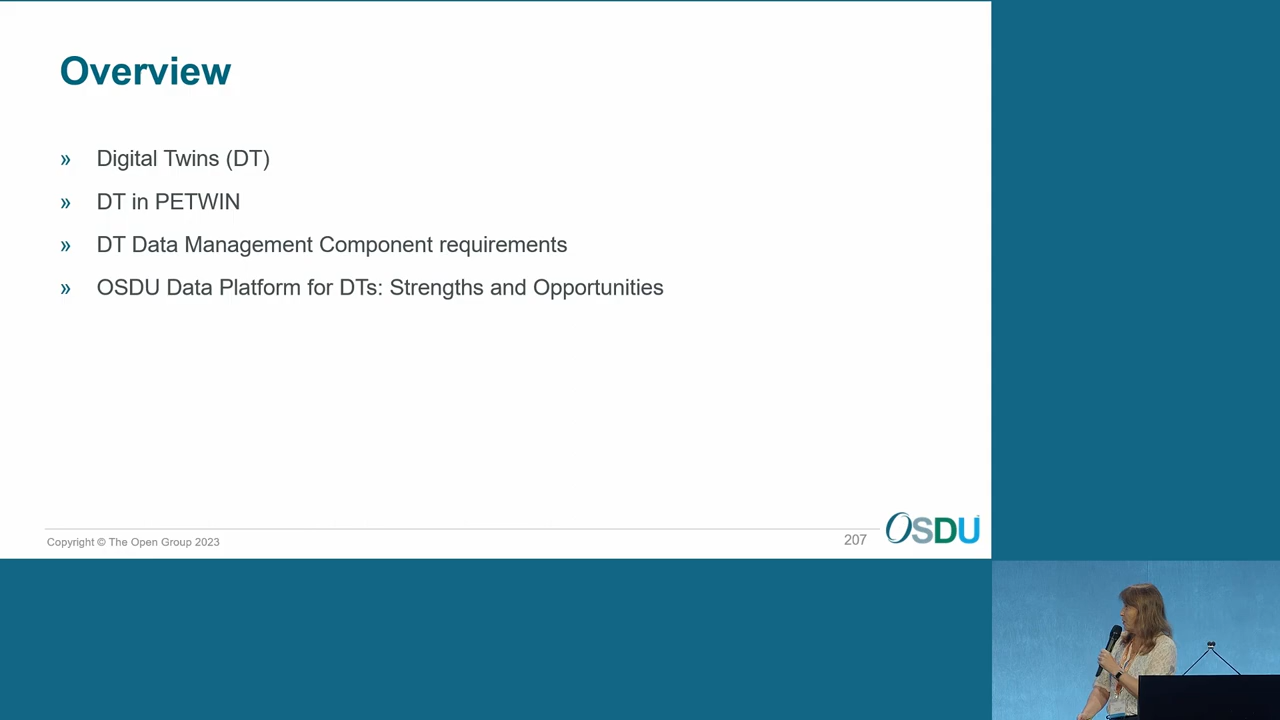 Overview
» Digital Twins (DT)
» DT in PETWIN
» DT Data Management Component requirements
» OSDU Data Platform for DTs: Strengths and Opportunities
Copyright © The Open Group 2023
207
OSDU